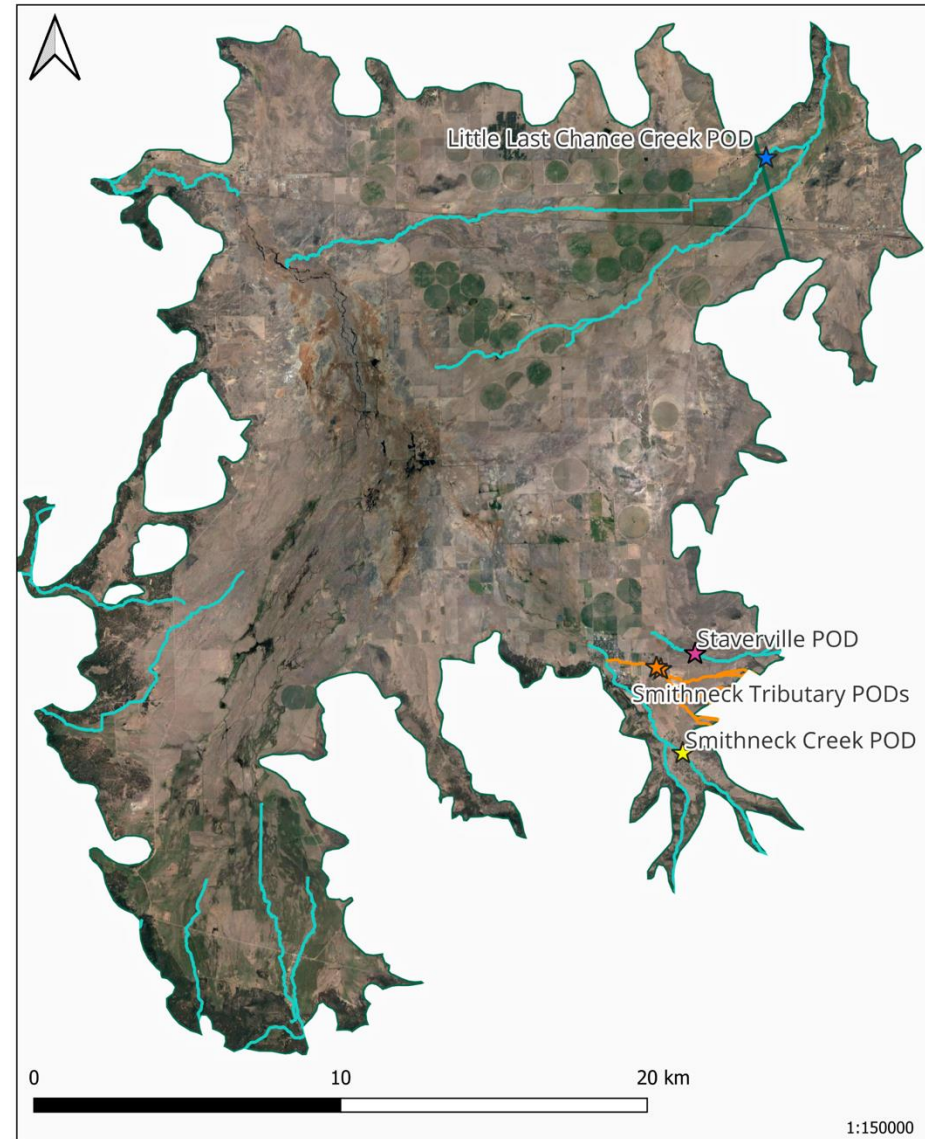 Little Last Chance Creek POD
Staverville POD
Smithneck Tributary PODs
Smithneck Creek POD
0 10 20 km
1:150000